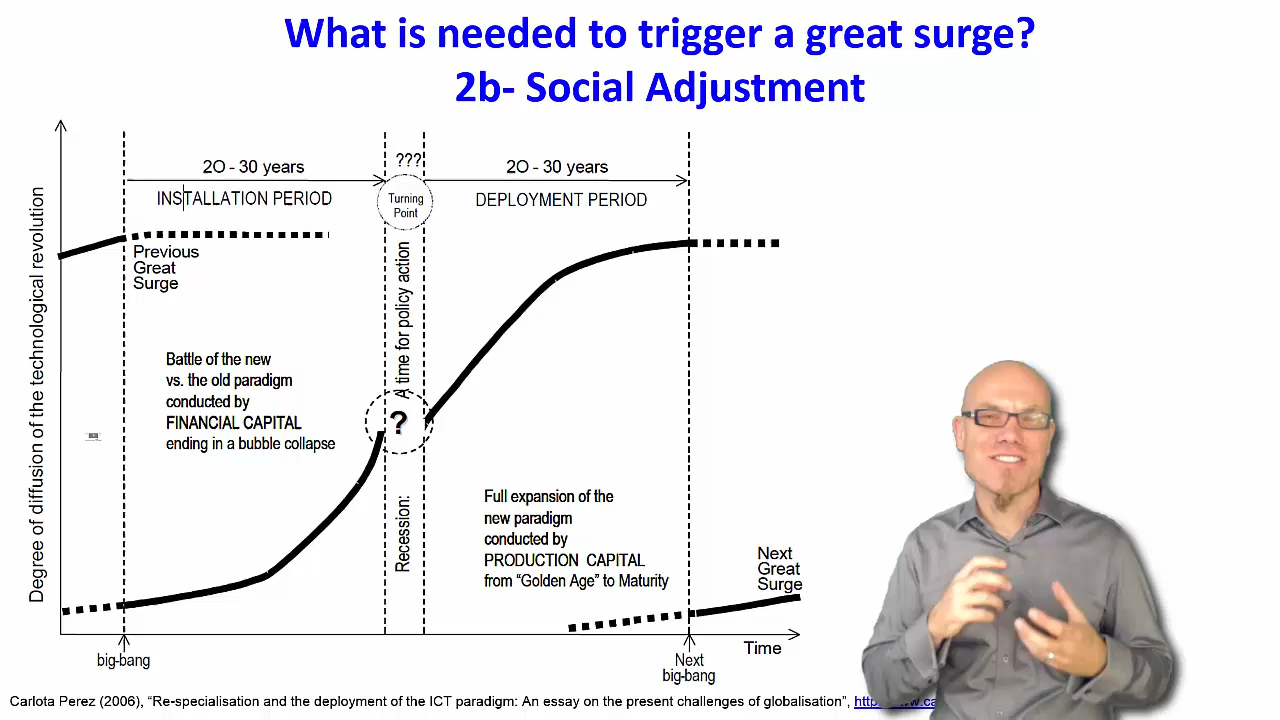 What is needed to trigger a great surge?
2b- Social Adjustment
Degree of diffusion of the technological revolution
2O - 30 years
???
2O - 30 years
INSTALLATION PERIOD
Turning
Point
DEPLOYMENT PERIOD
Previous
Great
Surge
Recession: A time for policy action
Battle of the new
vs. the old paradigm
conducted by
FINANCIAL CAPITAL
ending in a bubble collapse
?
Full expansion of the
new paradigm
conducted by
PRODUCTION CAPITAL
from “Golden Age” to Maturity
Next
Great
Surge
Time
big-bang
Next
big-bang
Carlota Perez (2006), “Re-specialisation and the deployment of the ICT paradigm: An essay on the present challenges of globalisation”,